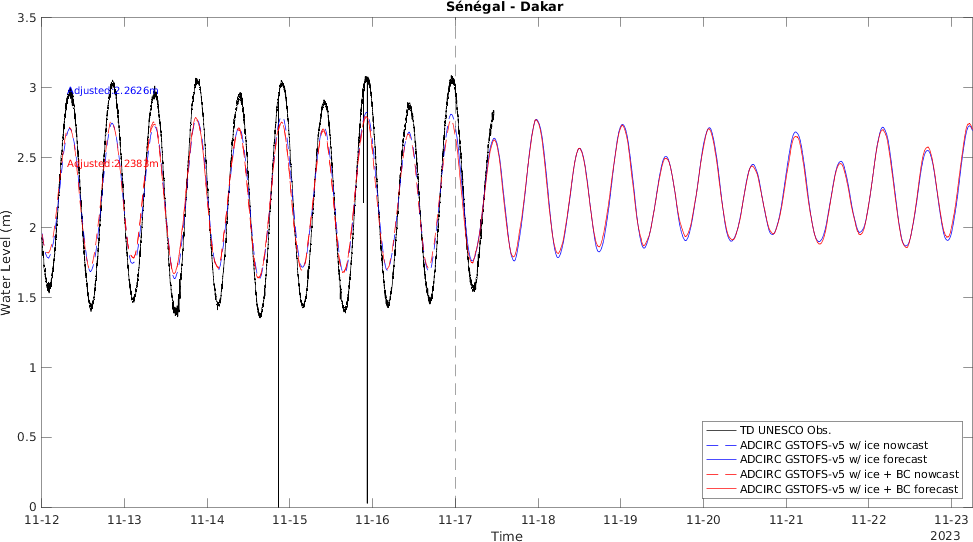 Sénégal - Dakar
3.5
3
2.5
2
1.5
1
0.5
0
Water Level (m)
Adjusted:2.2626m
Adjusted:2.2383m
TD UNESCO Obs.
ADCIRC GSTOFS-v5 w/ ice nowcast
ADCIRC GSTOFS-v5 w/ ice forecast
ADCIRC GSTOFS-v5 w/ ice + BC nowcast
ADCIRC GSTOFS-v5 w/ ice + BC forecast
11-12 11-13 11-14 11-15 11-16 11-17 11-18 11-19 11-20 11-21 11-22 11-23
Time
2023